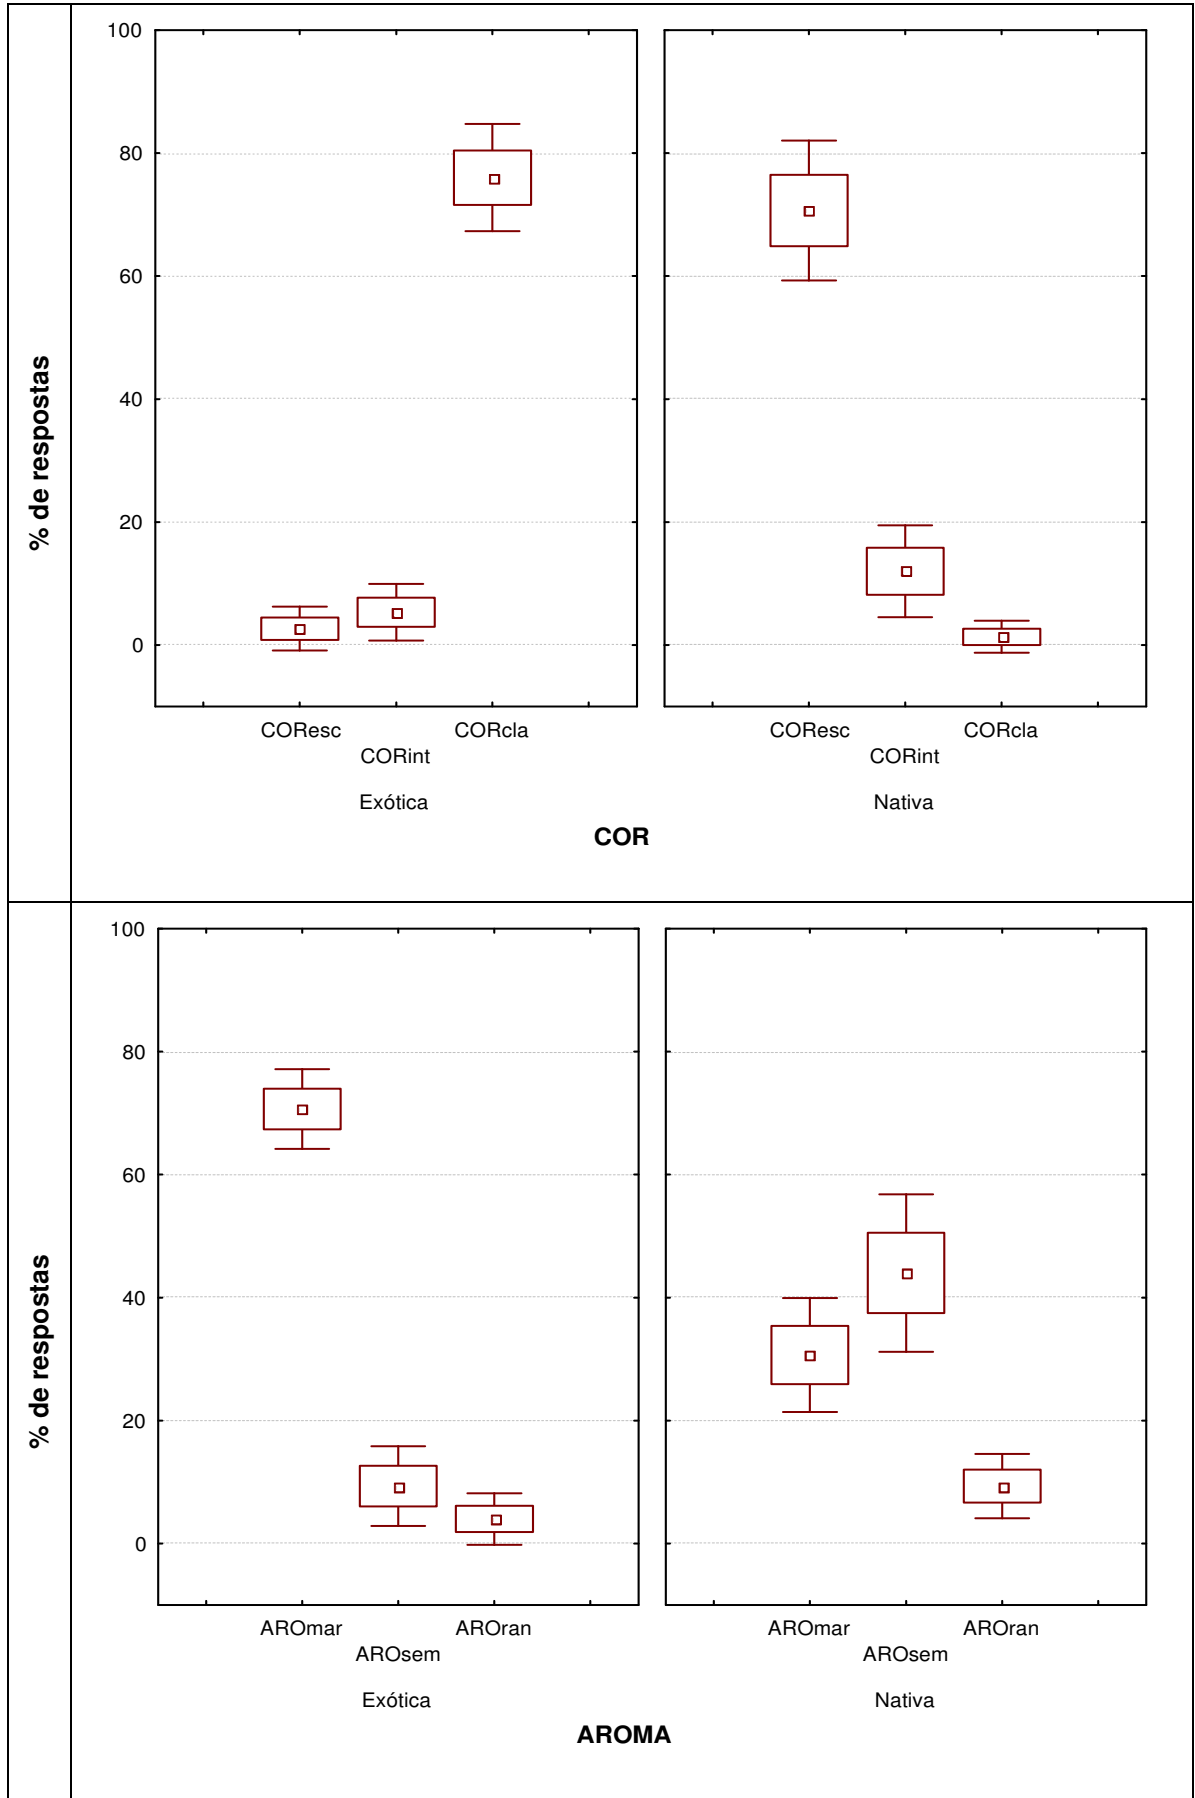 % de respostas
100
80
60
40
20
0
COResc CORcla COResc CORcla
CORint CORint
Exótica Nativa
COR
% de respostas
100
80
60
40
20
0
AROmar AROran AROmar AROran
AROsem AROsem
Exótica Nativa
AROMA